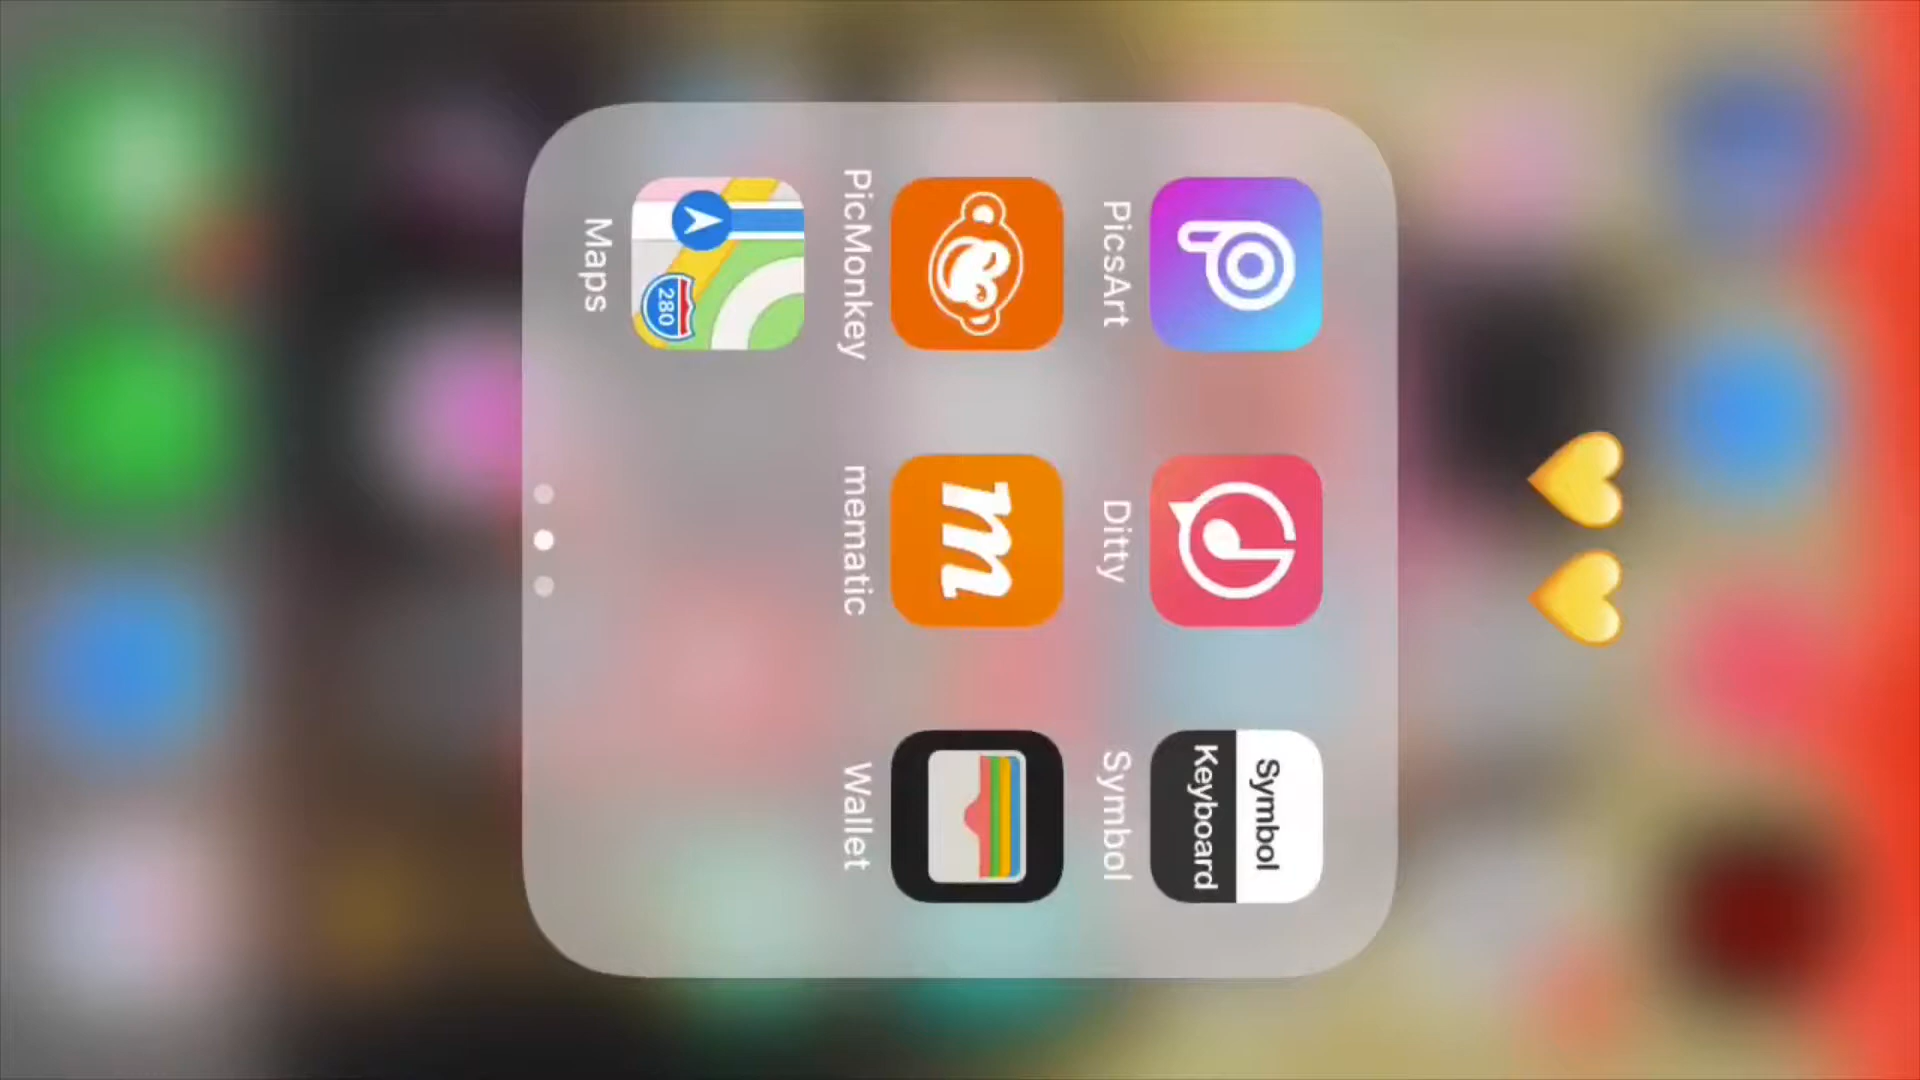 💛💛
PicsArt
Ditty
Symbol
Keyboard
Symbol
m
PicMonkey
mematic
Wallet
280
Maps